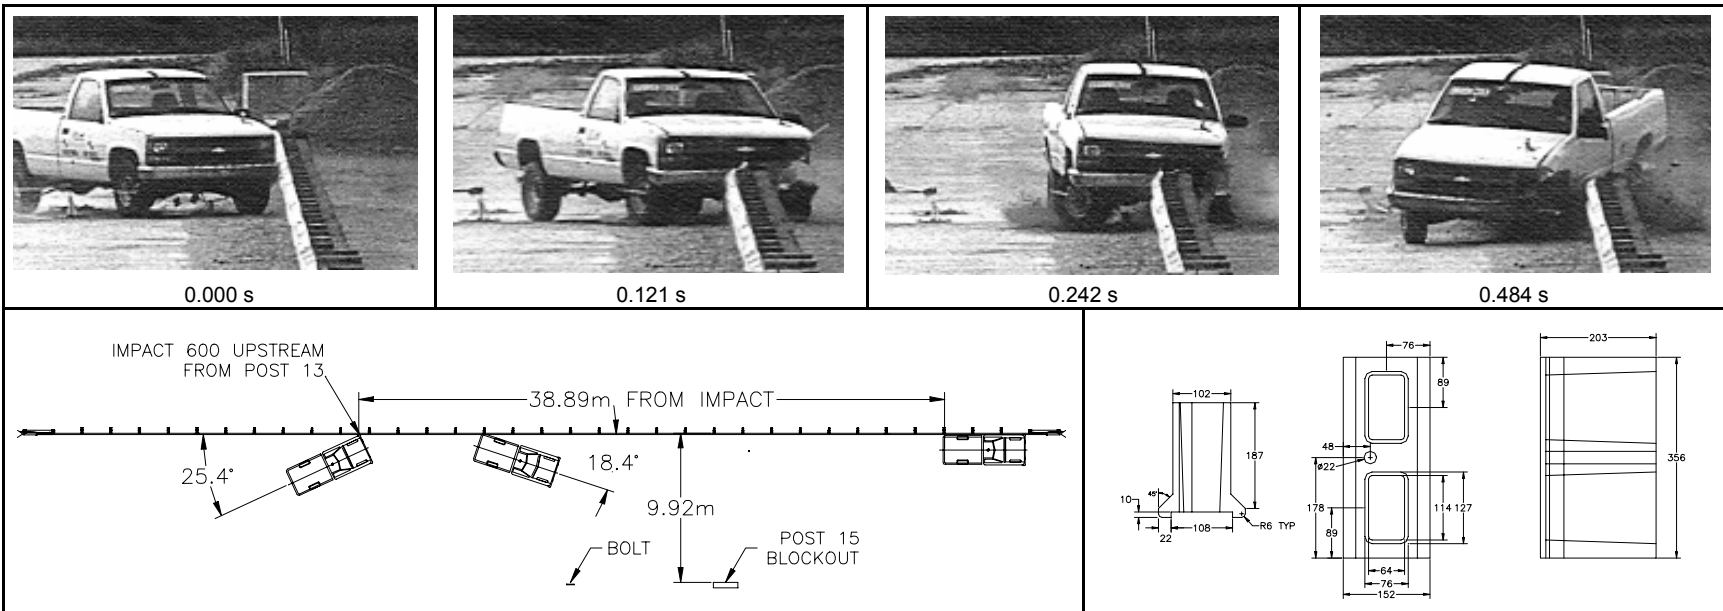 0.000 s
0.121 s
0.242 s
0.484 s
IMPACT 600 UPSTREAM
FROM POST 13
38.89m FROM IMPACT
25.4°
18.4°
9.92m
BOLT
POST 15
BLOCKOUT
102
187
10
45°
22
108
R6 TYP
76
89
48
Ø22
178
89
114
127
64
76
152
203
356